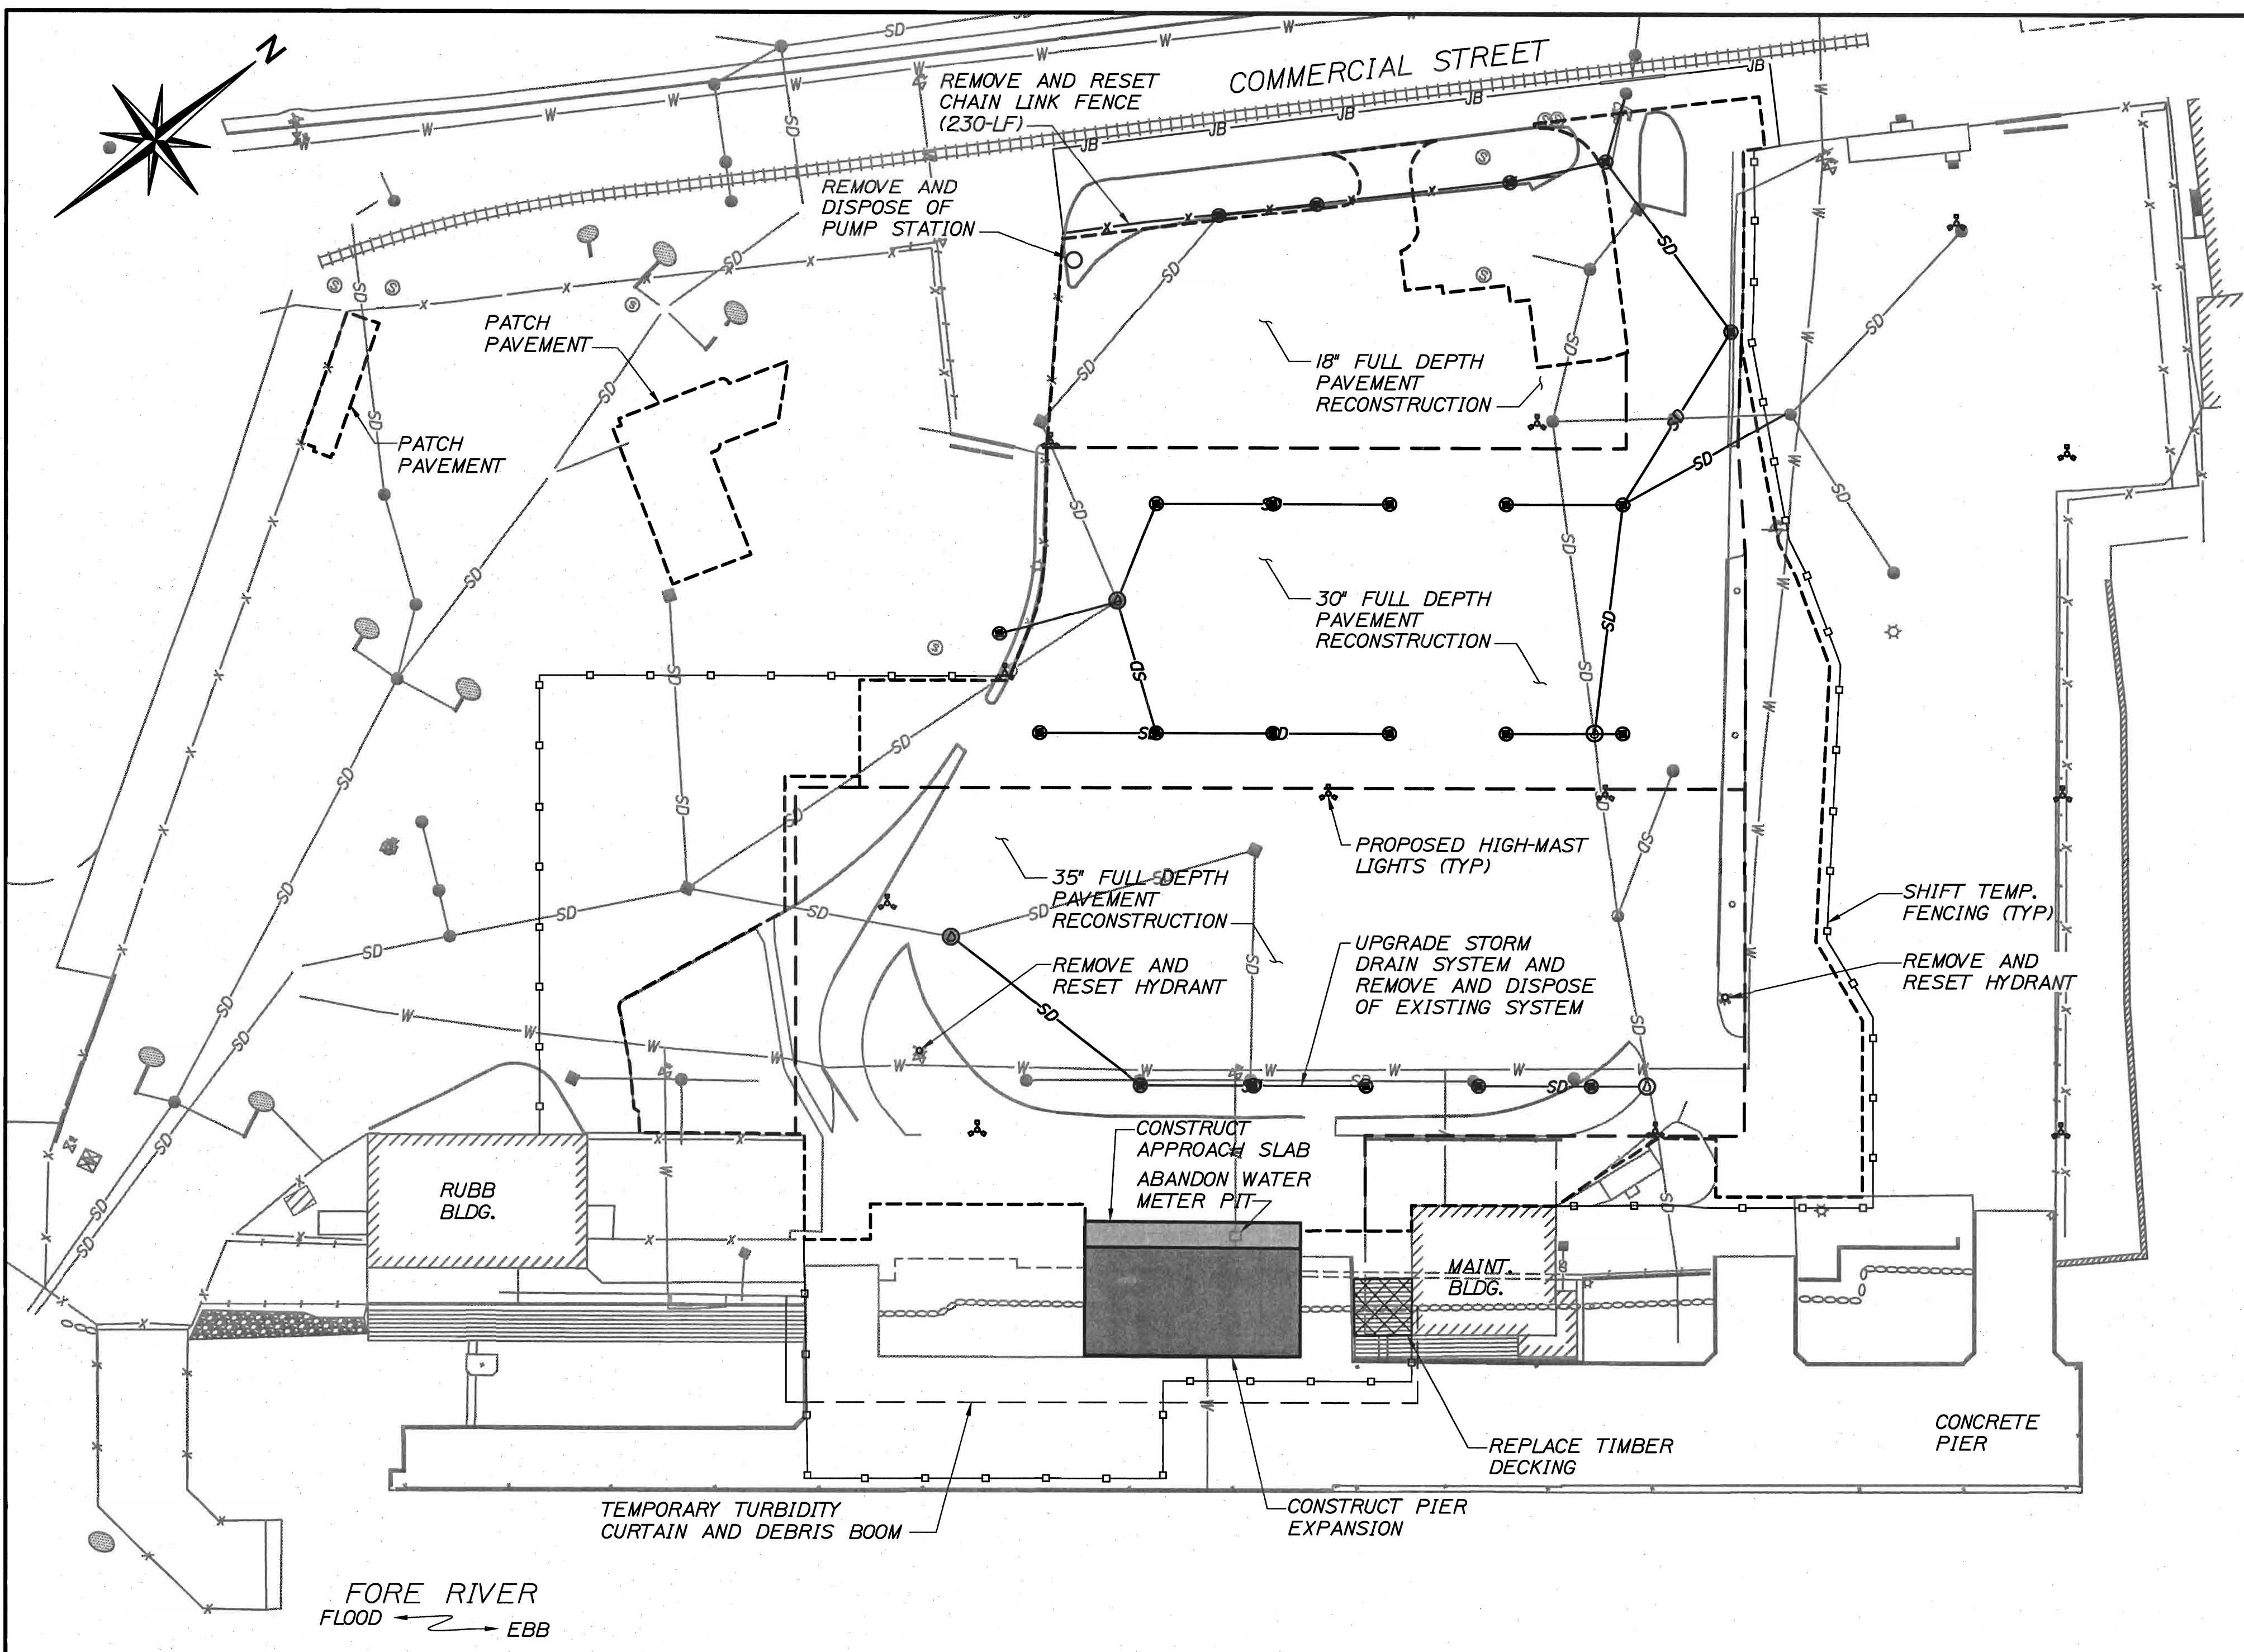 N
COMMERCIAL STREET
REMOVE AND RESET
CHAIN LINK FENCE
(230-LF)
REMOVE AND
DISPOSE OF
PUMP STATION
PATCH
PAVEMENT
PATCH
PAVEMENT
18" FULL DEPTH
PAVEMENT
RECONSTRUCTION
30" FULL DEPTH
PAVEMENT
RECONSTRUCTION
PROPOSED HIGH-MAST
LIGHTS (TYP)
35" FULL DEPTH
PAVEMENT
RECONSTRUCTION
SHIFT TEMP.
FENCING (TYP)
UPGRADE STORM
DRAIN SYSTEM AND
REMOVE AND DISPOSE
OF EXISTING SYSTEM
REMOVE AND
RESET HYDRANT
REMOVE AND
RESET HYDRANT
CONSTRUCT
APPROACH SLAB
ABANDON WATER
METER PIT
RUBB
BLDG.
MAINT.
BLDG.
CONCRETE
PIER
REPLACE TIMBER
DECKING
CONSTRUCT PIER
EXPANSION
TEMPORARY TURBIDITY
CURTAIN AND DEBRIS BOOM
FORE RIVER
FLOOD
EBB